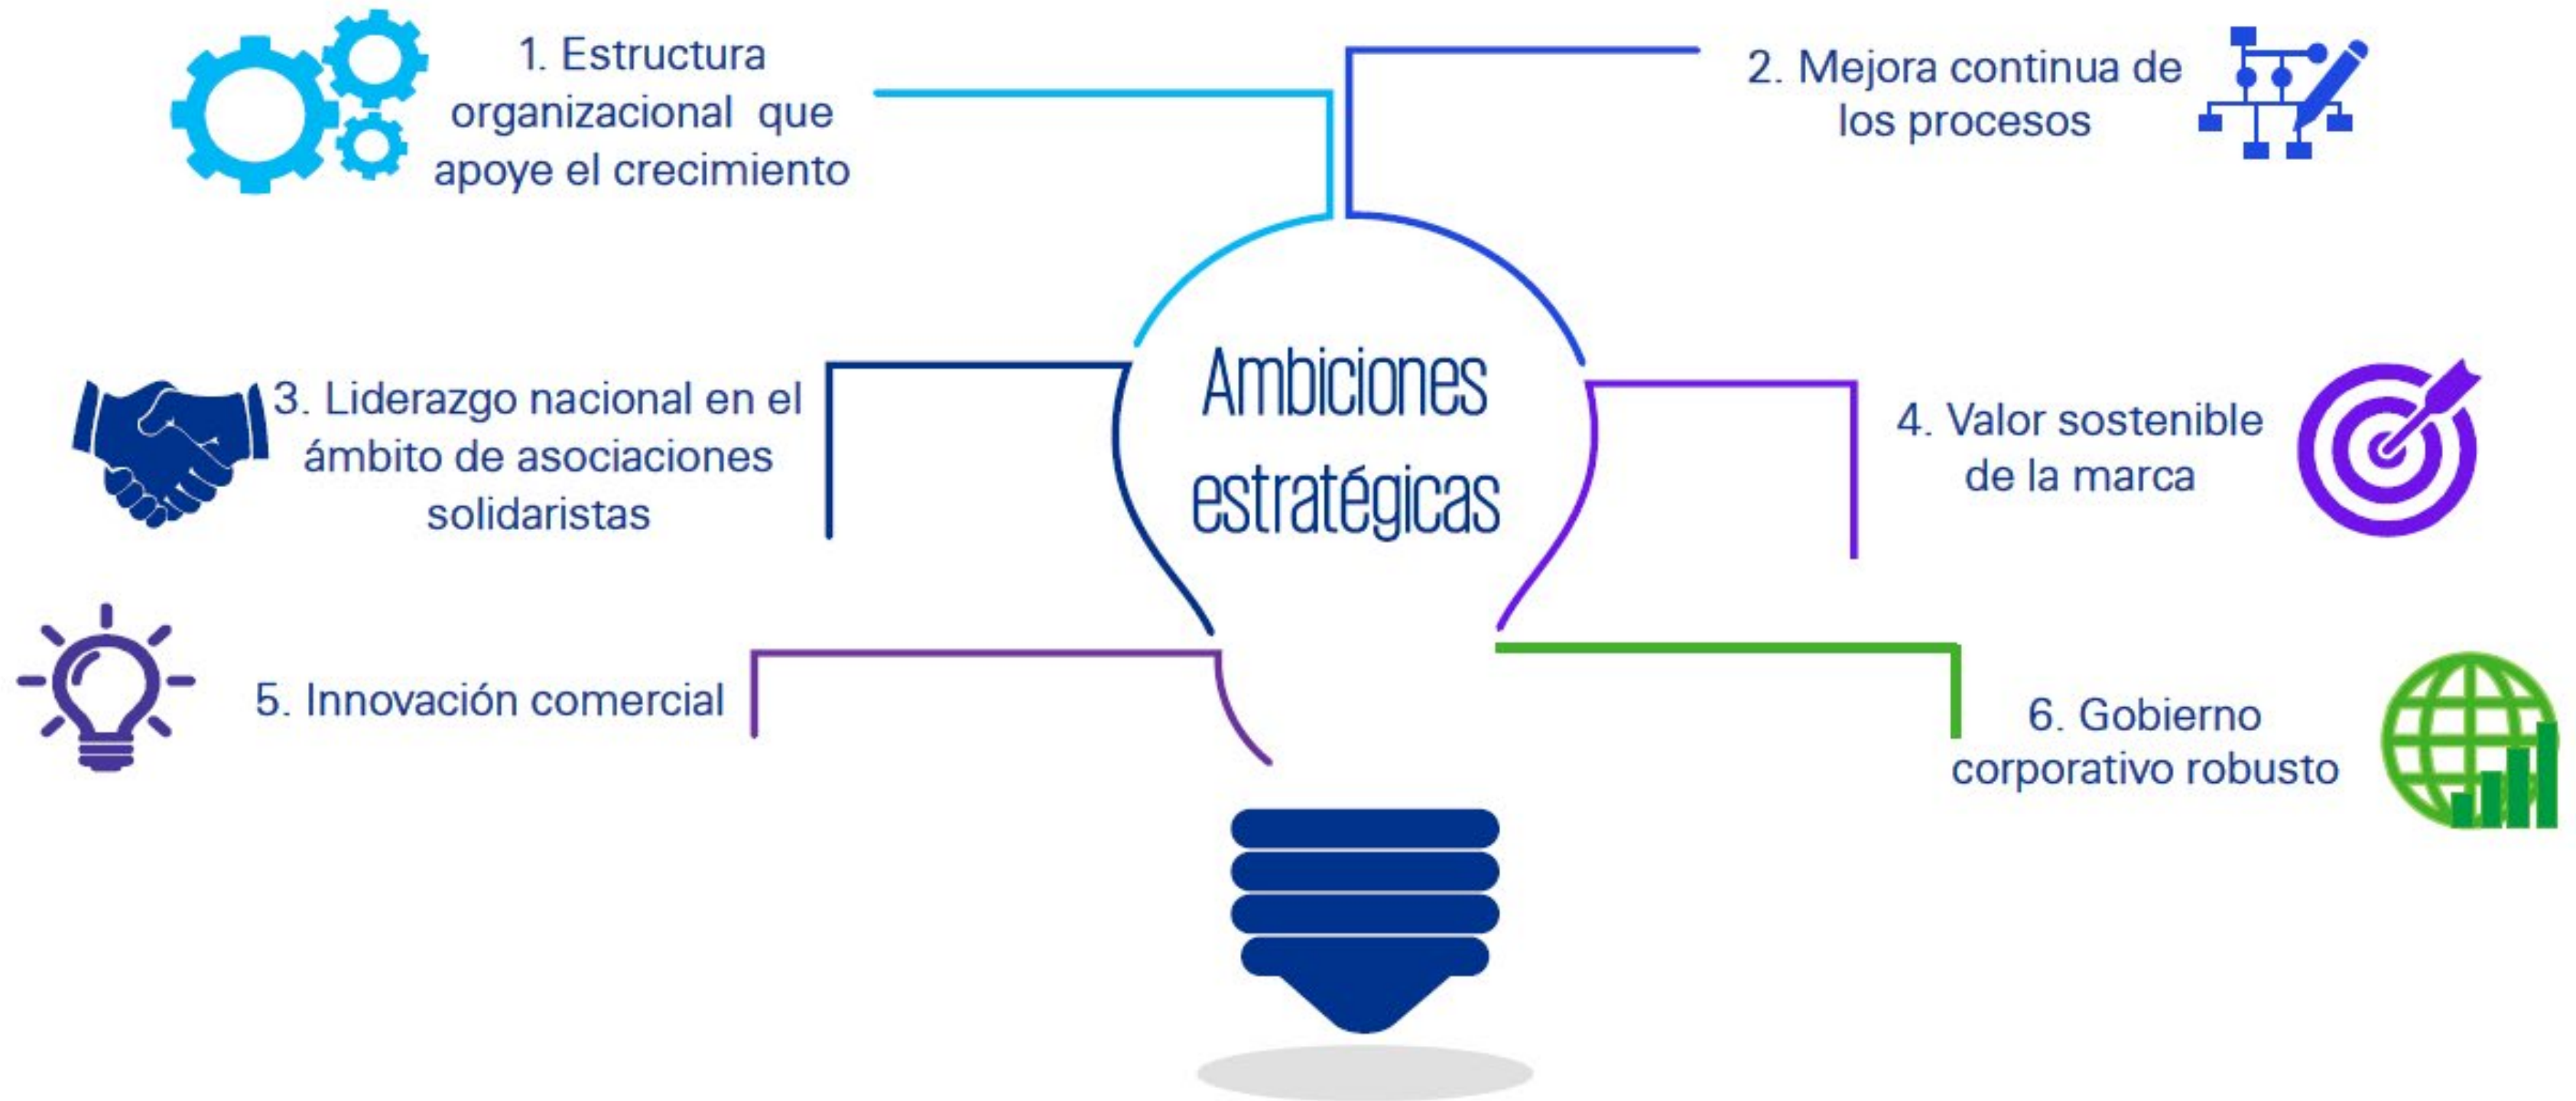 1. Estructura
organizacional que
apoye el crecimiento
2. Mejora continua de
los procesos
Ambiciones
estratégicas
3. Liderazgo nacional en el
ámbito de asociaciones
solidaristas
4. Valor sostenible
de la marca
5. Innovación comercial
6. Gobierno
corporativo robusto